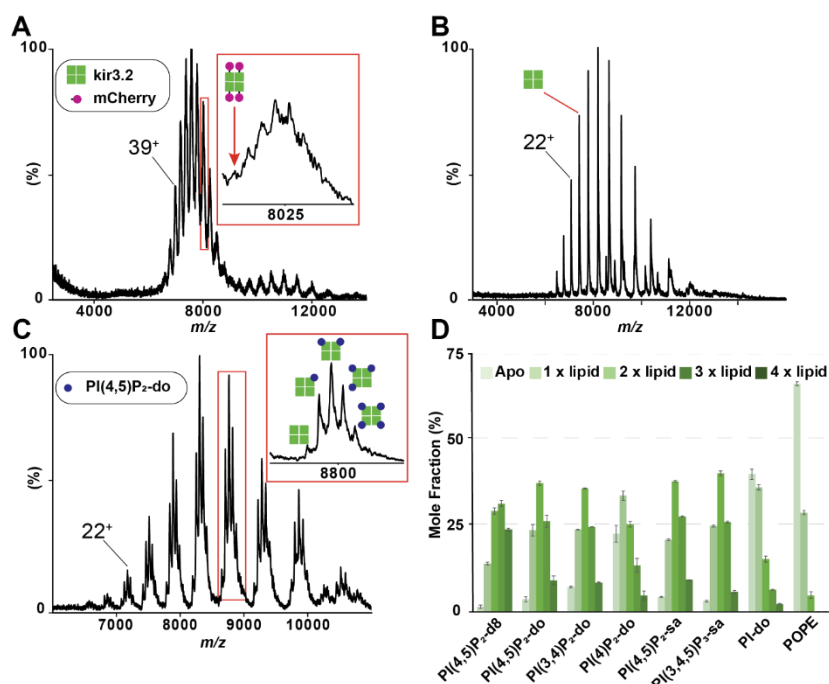 A
100
kir3.2
mCherry
39⁺
8025
(%)
0
4000
8000
12000
m/z
B
100
22⁺
(%)
0
4000
8000
12000
m/z
C
100
PI(4,5)P₂-do
8800
22⁺
(%)
0
7000
8000
9000
10000
m/z
D
75
Apo
1 x lipid
2 x lipid
3 x lipid
4 x lipid
50
25
0
Mole Fraction (%)
PI(4,5)P₂-d8
PI(4,5)P₂-do
PI(3,4)P₂-do
PI(4)P-do
PI(4,5)P₂-sa
PI(3,4,5)P₃-sa
PI-do
POPE